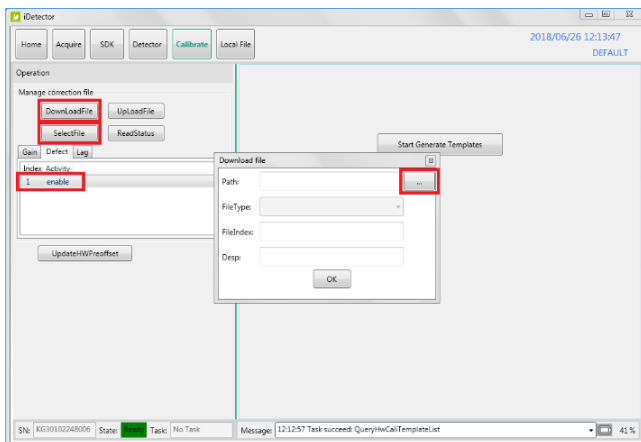 iDetector
Home Acquire SDK Detector Calibrate Local File
2018/06/26 12:13:47
DEFAULT
Operation
Manage correction file
DownLoadFile UpLoadFile
SelectFile ReadStatus
Gain Defect Lag
Index Activity
1 enable
UpdateHWPreoffset
Start Generate Templates
Download file
Path: ...
FileType:
FileIndex:
Desp:
OK
SN: KG30102248006 State: Ready Task: No Task Message: 12:12:57 Task succeed: QueryHwCaliTemplateList 41%